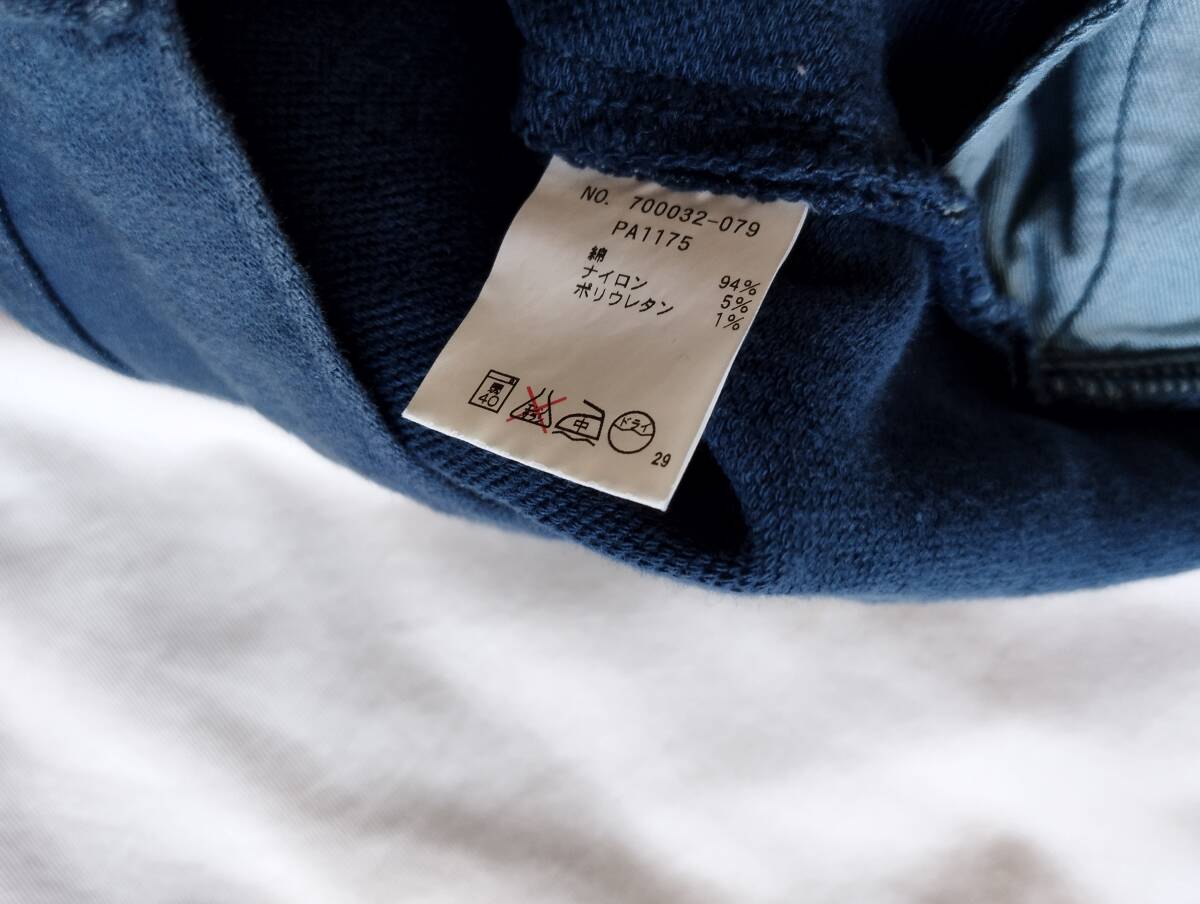 NO. 700032-079
PA1175
綿 94%
ナイロン 5%
ポリウレタン 1%
弱 40 中 ドライ 29